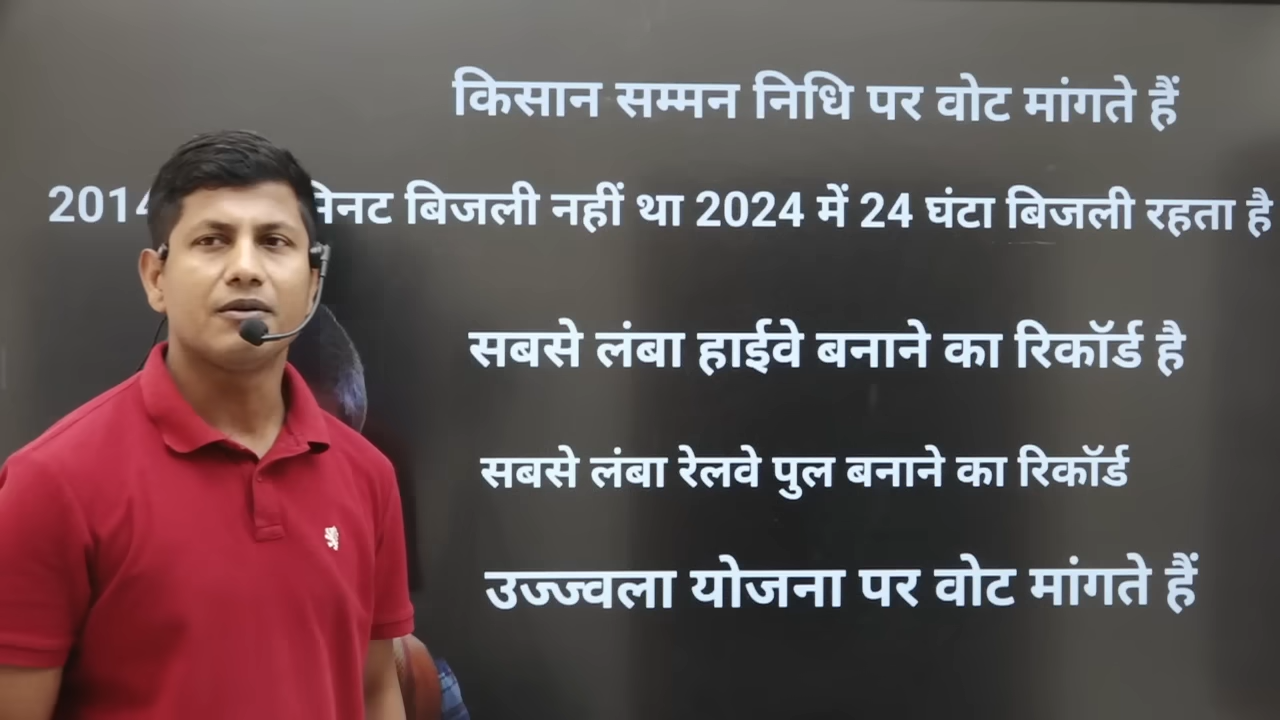 किसान सम्मन निधि पर वोट मांगते हैं
2014 बिजली नहीं था 2024 में 24 घंटा बिजली रहता है
सबसे लंबा हाईवे बनाने का रिकॉर्ड है
सबसे लंबा रेलवे पुल बनाने का रिकॉर्ड
उज्ज्वला योजना पर वोट मांगते हैं